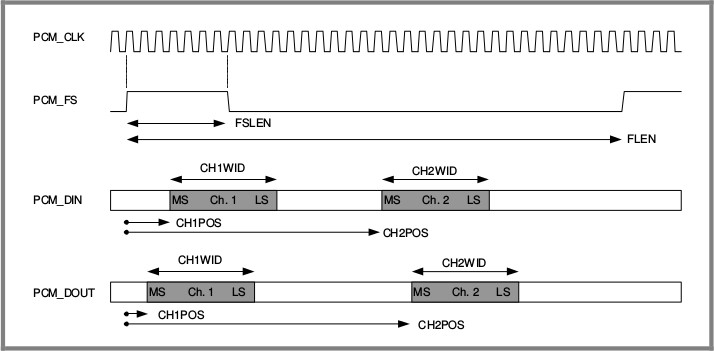 PCM_CLK
PCM_FS
FSLEN
FLEN
CH1WID CH2WID
PCM_DIN MS Ch. 1 LS MS Ch. 2 LS
CH1POS
CH2POS
CH1WID CH2WID
PCM_DOUT MS Ch. 1 LS MS Ch. 2 LS
CH1POS
CH2POS